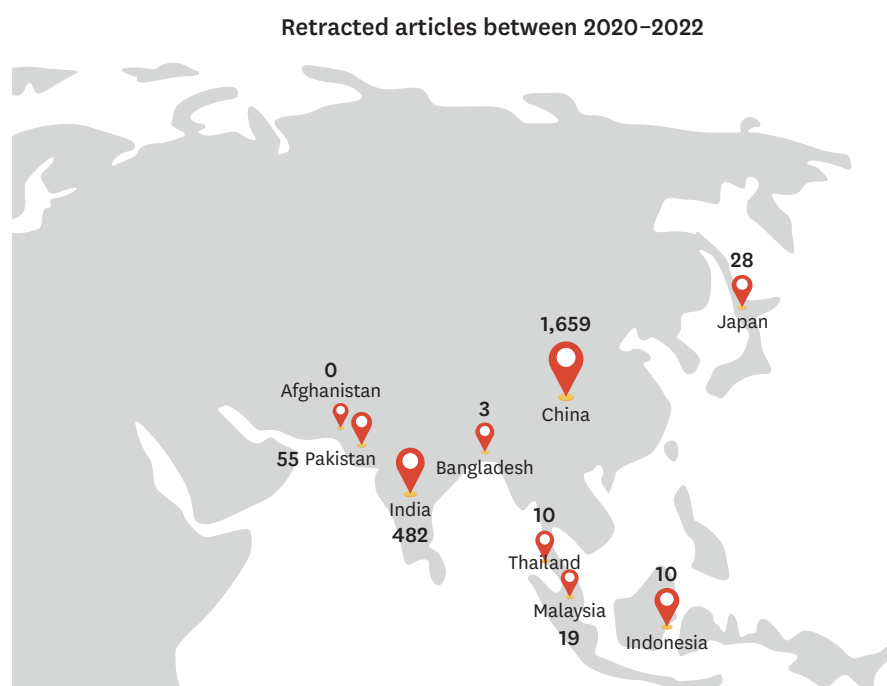 Retracted articles between 2020–2022
28
Japan
1,659
China
0
Afghanistan
3
Bangladesh
55 Pakistan
India
482
10
Thailand
Malaysia
19
10
Indonesia